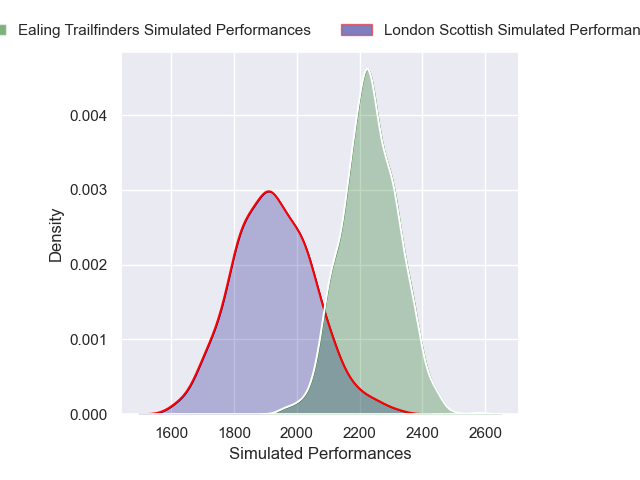 Ealing Trailfinders Simulated Performances London Scottish Simulated Performan
0.004
0.003
0.002
0.001
0.000
Density
1600 1800 2000 2200 2400 2600
Simulated Performances